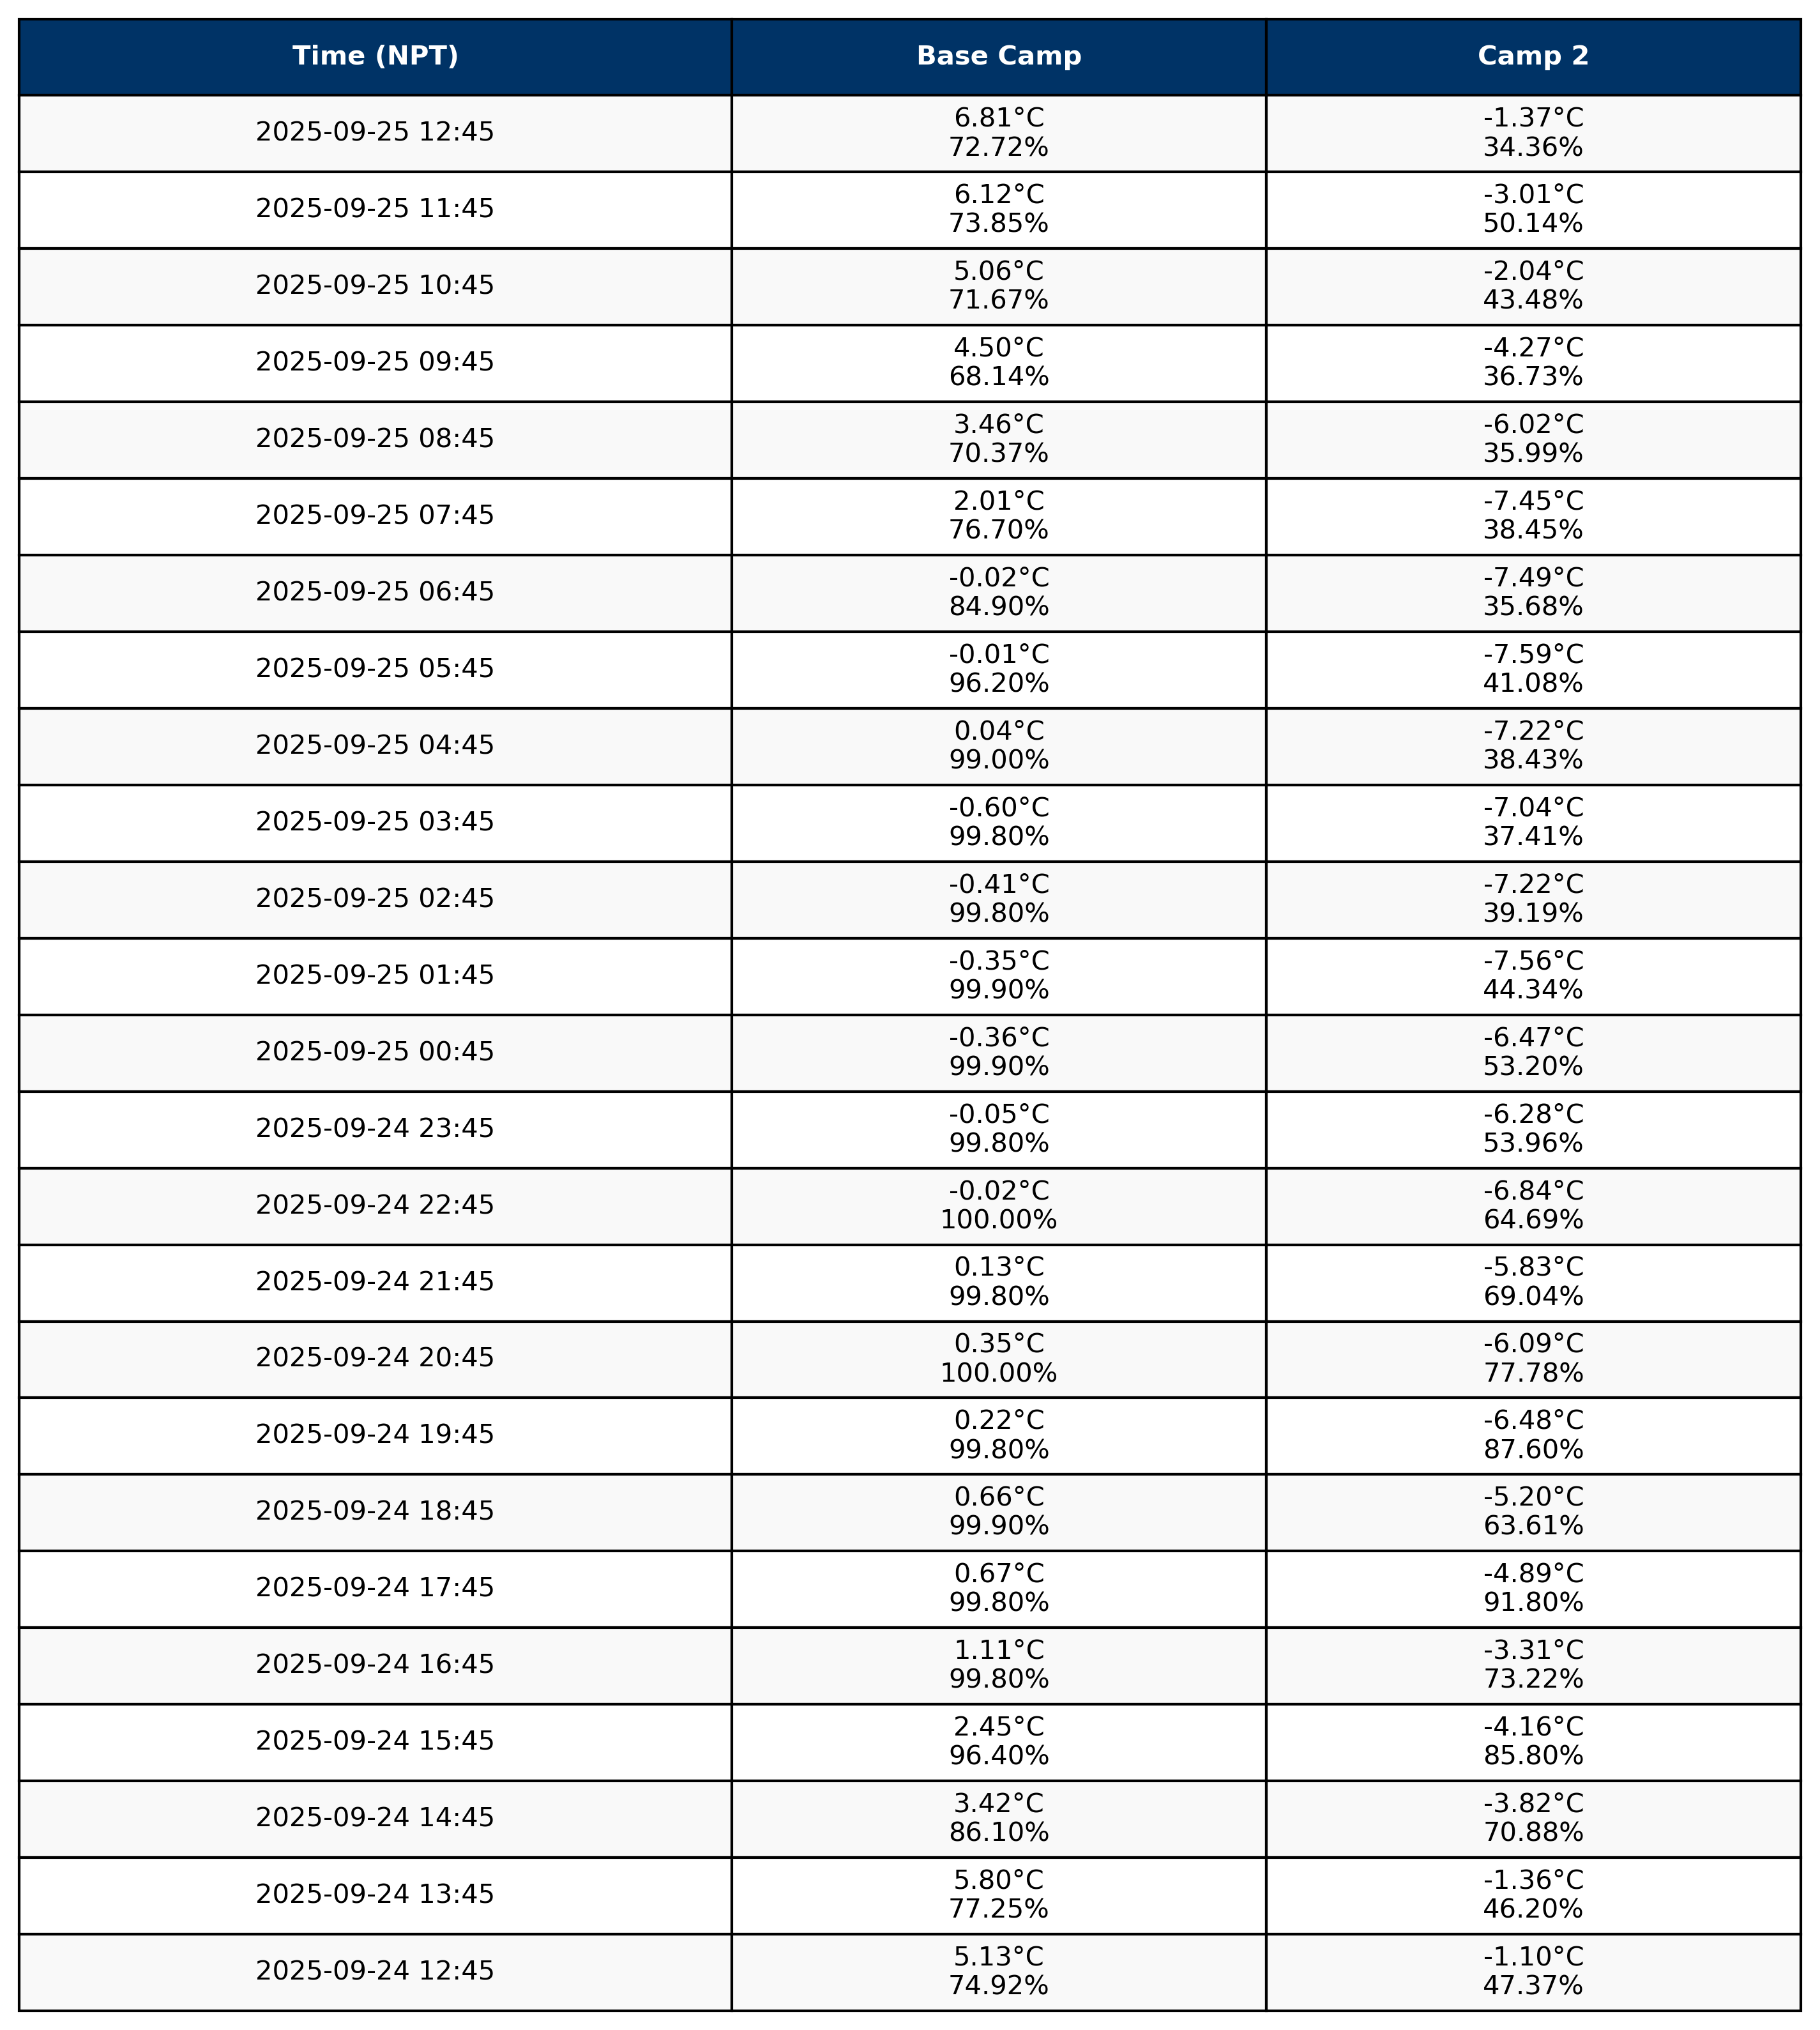 Time (NPT) Base Camp Camp 2
2025-09-25 12:45 6.81°C -1.37°C
72.72% 34.36%
2025-09-25 11:45 6.12°C -3.01°C
73.85% 50.14%
2025-09-25 10:45 5.06°C -2.04°C
71.67% 43.48%
2025-09-25 09:45 4.50°C -4.27°C
68.14% 36.73%
2025-09-25 08:45 3.46°C -6.02°C
70.37% 35.99%
2025-09-25 07:45 2.01°C -7.45°C
76.70% 38.45%
2025-09-25 06:45 -0.02°C -7.49°C
84.90% 35.68%
2025-09-25 05:45 -0.01°C -7.59°C
96.20% 41.08%
2025-09-25 04:45 0.04°C -7.22°C
99.00% 38.43%
2025-09-25 03:45 -0.60°C -7.04°C
99.80% 37.41%
2025-09-25 02:45 -0.41°C -7.22°C
99.80% 39.19%
2025-09-25 01:45 -0.35°C -7.56°C
99.90% 44.34%
2025-09-25 00:45 -0.36°C -6.47°C
99.90% 53.20%
2025-09-24 23:45 -0.05°C -6.28°C
99.80% 53.96%
2025-09-24 22:45 -0.02°C -6.84°C
100.00% 64.69%
2025-09-24 21:45 0.13°C -5.83°C
99.80% 69.04%
2025-09-24 20:45 0.35°C -6.09°C
100.00% 77.78%
2025-09-24 19:45 0.22°C -6.48°C
99.80% 87.60%
2025-09-24 18:45 0.66°C -5.20°C
99.90% 63.61%
2025-09-24 17:45 0.67°C -4.89°C
99.80% 91.80%
2025-09-24 16:45 1.11°C -3.31°C
99.80% 73.22%
2025-09-24 15:45 2.45°C -4.16°C
96.40% 85.80%
2025-09-24 14:45 3.42°C -3.82°C
86.10% 70.88%
2025-09-24 13:45 5.80°C -1.36°C
77.25% 46.20%
2025-09-24 12:45 5.13°C -1.10°C
74.92% 47.37%